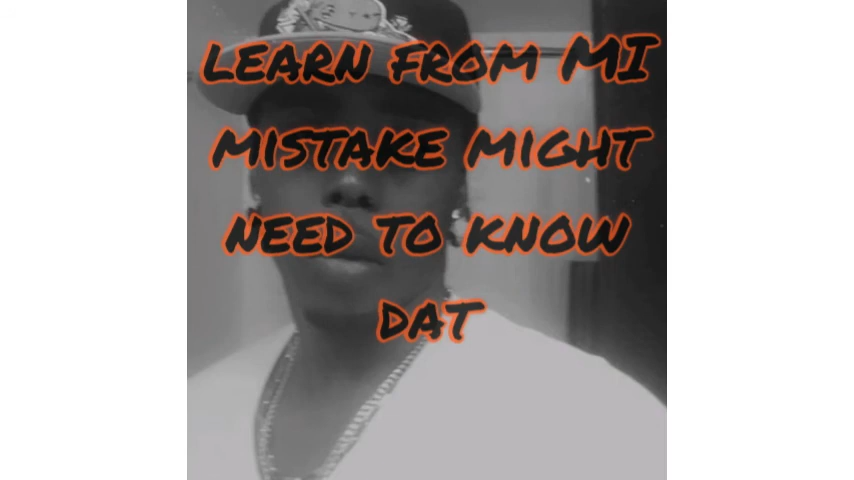 LEARN FROM MI
MISTAKE MIGHT
NEED TO KNOW
DAT